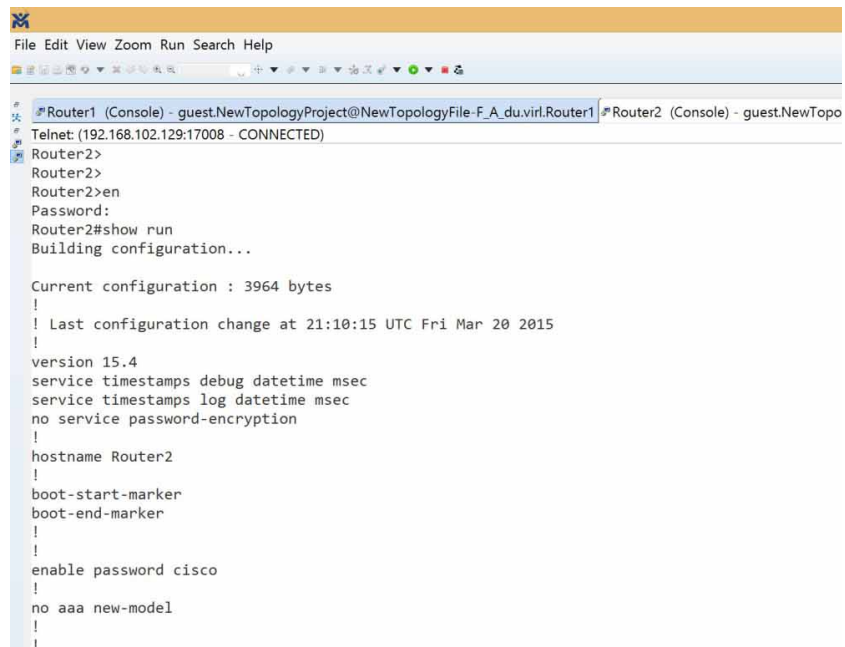 File Edit View Zoom Run Search Help
Router1 (Console) - guest.NewTopologyProject@NewTopologyFile-F_A_du.virl.Router1 Router2 (Console) - guest.NewTopo
Telnet: (192.168.102.129:17008 - CONNECTED)
Router2>
Router2>
Router2>en
Password:
Router2#show run
Building configuration...
Current configuration : 3964 bytes
!
! Last configuration change at 21:10:15 UTC Fri Mar 20 2015
!
version 15.4
service timestamps debug datetime msec
service timestamps log datetime msec
no service password-encryption
!
hostname Router2
!
boot-start-marker
boot-end-marker
!
!
enable password cisco
!
no aaa new-model
!
!